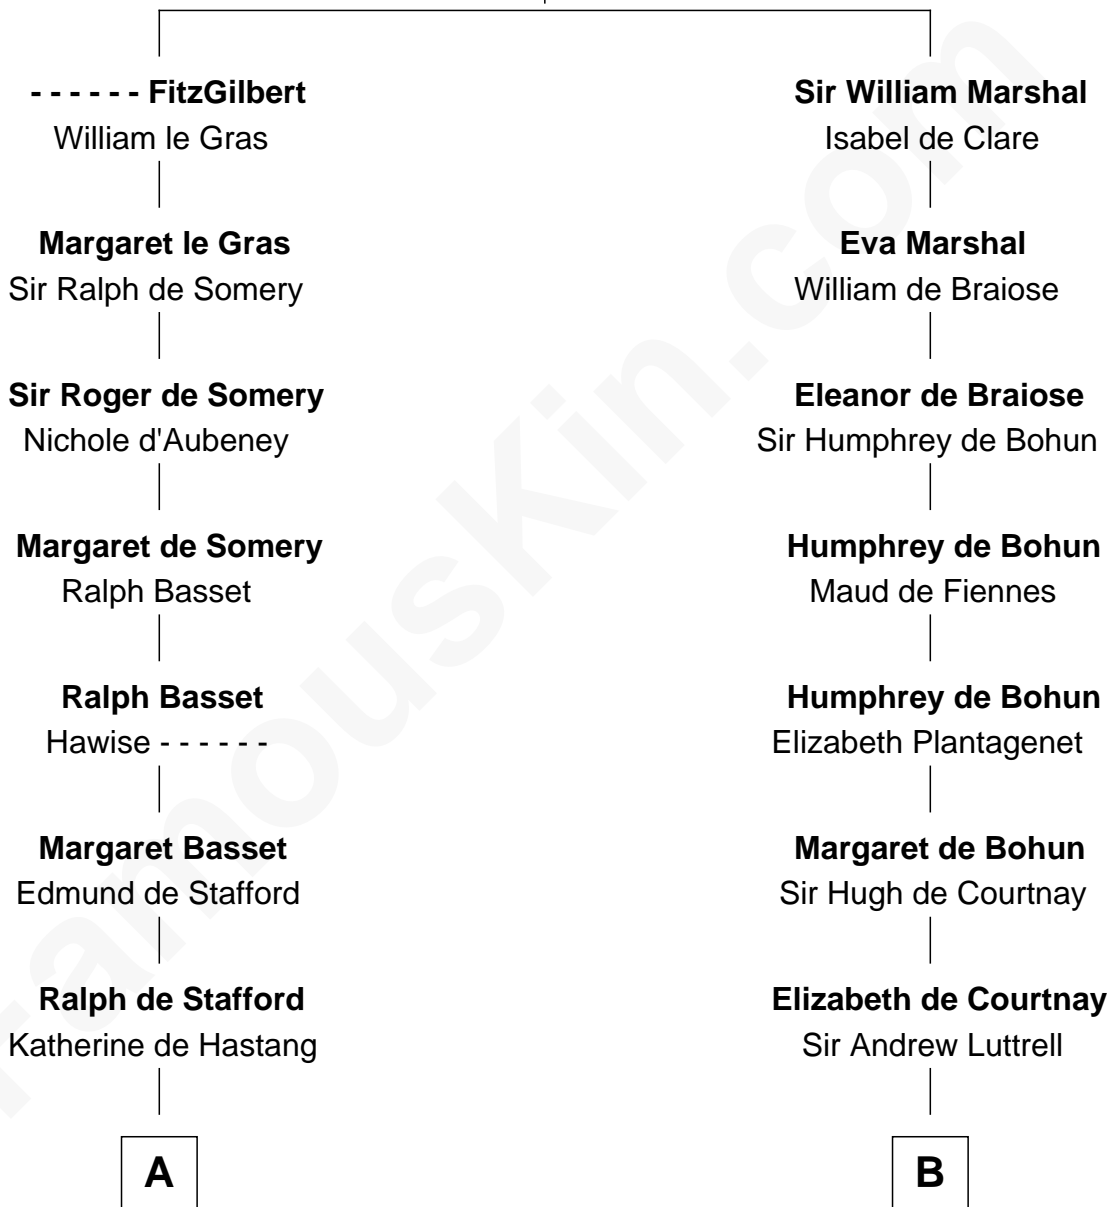 - - - - - - FitzGilbert
William le Gras
Margaret le Gras
Sir Ralph de Somery
Sir Roger de Somery
Nichole d'Aubeney
Margaret de Somery
Ralph Basset
Ralph Basset
Hawise - - - - - -
Margaret Basset
Edmund de Stafford
Ralph de Stafford
Katherine de Hastang
A
Sir William Marshal
Isabel de Clare
Eva Marshal
William de Braiose
Eleanor de Braiose
Sir Humphrey de Bohun
Humphrey de Bohun
Maud de Fiennes
Humphrey de Bohun
Elizabeth Plantagenet
Margaret de Bohun
Sir Hugh de Courtnay
Elizabeth de Courtnay
Sir Andrew Luttrell
B
FamousKin.com